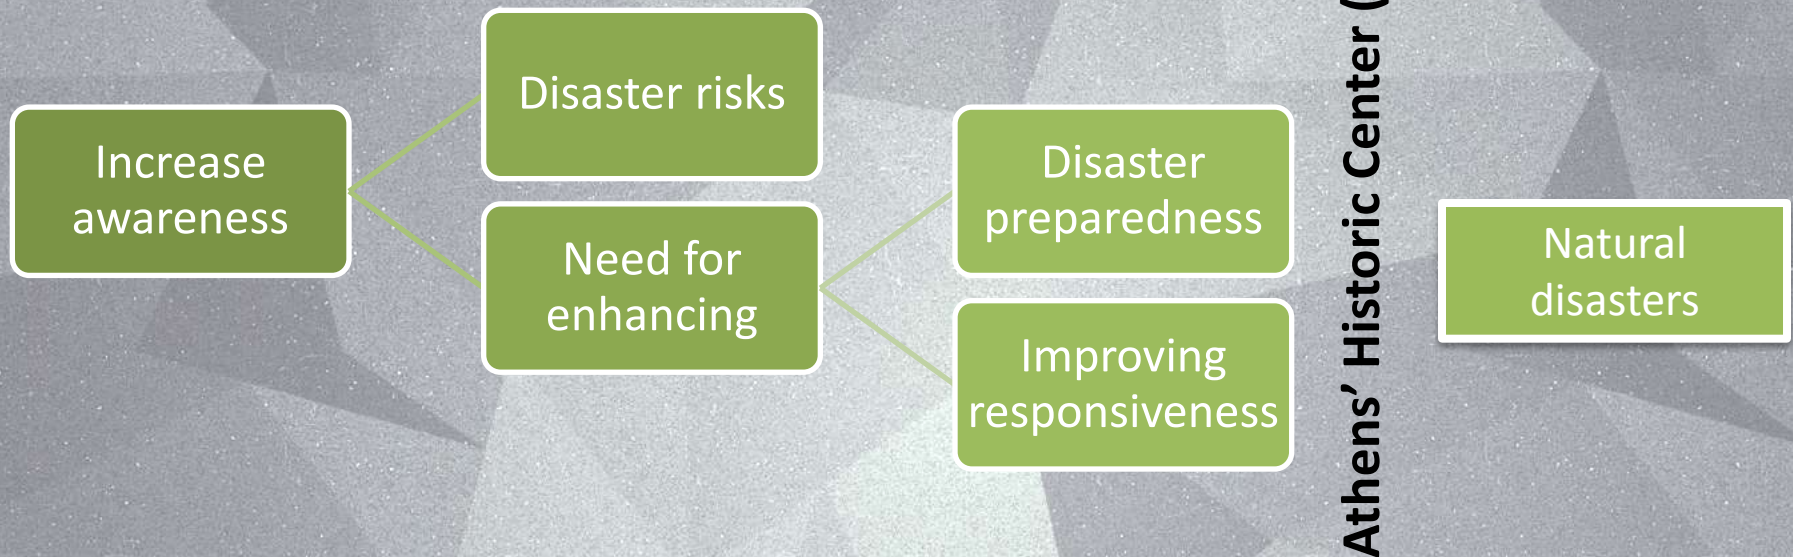 Increase
awareness
Disaster risks
Need for
enhancing
Disaster
preparedness
Improving
responsiveness
Athens’ Historic Center (
Natural
disasters